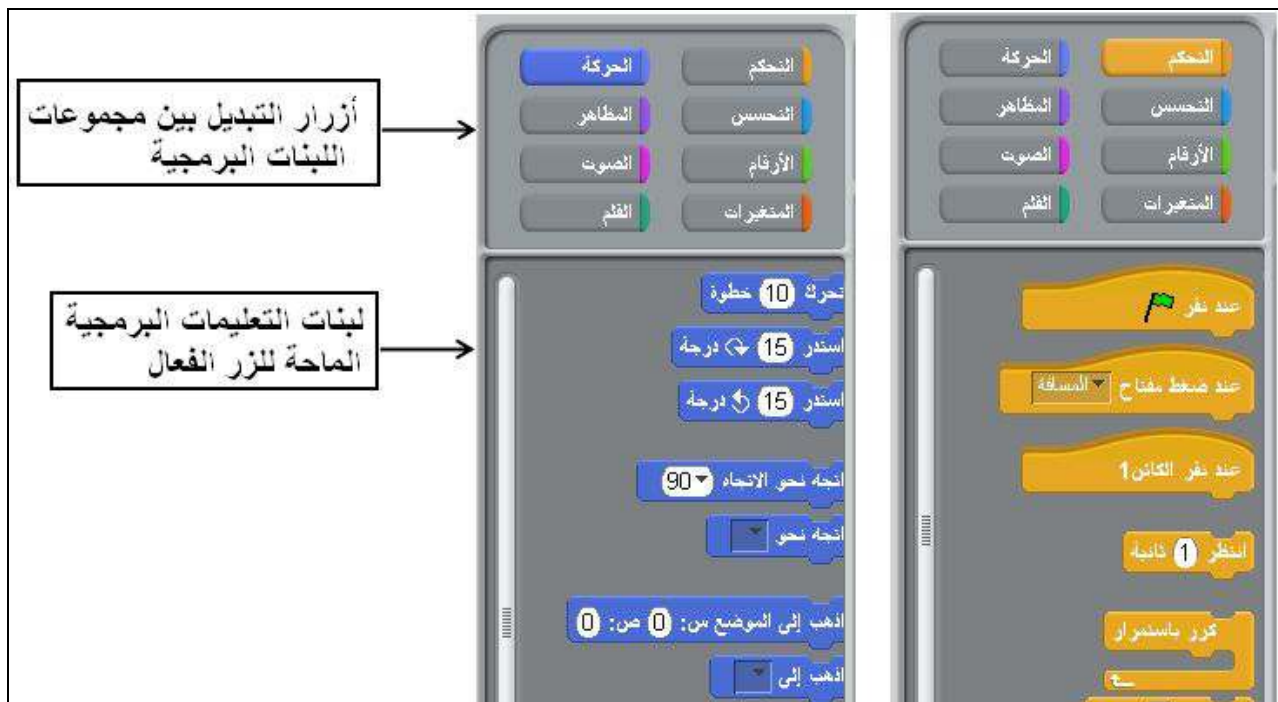 أزرار التبديل بين مجموعات
اللبنات البرمجية
لبنات التعليمات البرمجية
الماحة للزر الفعال
التحكم
الحركة
التحسس
المظاهر
الأرقام
الصوت
المتغيرات
القلم
تحرك 10 خطوة
استدر 15 درجة
استدر 15 درجة
اتجه نحو الاتجاه 90
اتجه نحو
اذهب إلى الموضع س: 0 ص: 0
اذهب إلى
التحكم
الحركة
التحسس
المظاهر
الأرقام
الصوت
المتغيرات
القلم
عند نقر
عند ضغط مفتاح المسافة
عند نقر الكائن1
انتظر 1 ثانية
كرر باستمرار